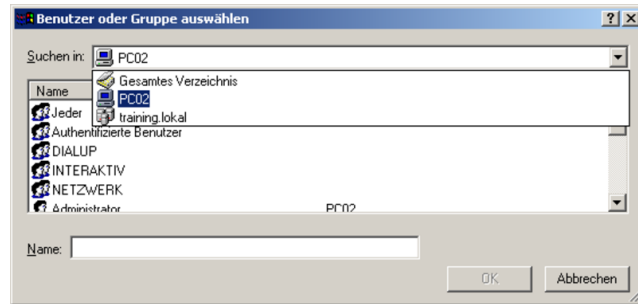 Benutzer oder Gruppe auswählen
Suchen in: PC02
Gesamtes Verzeichnis
PC02
training.lokal
Name
Jeder
Authentifizierte Benutzer
DIALUP
INTERAKTIV
NETZWERK
Administrator PC02
Name:
OK Abbrechen